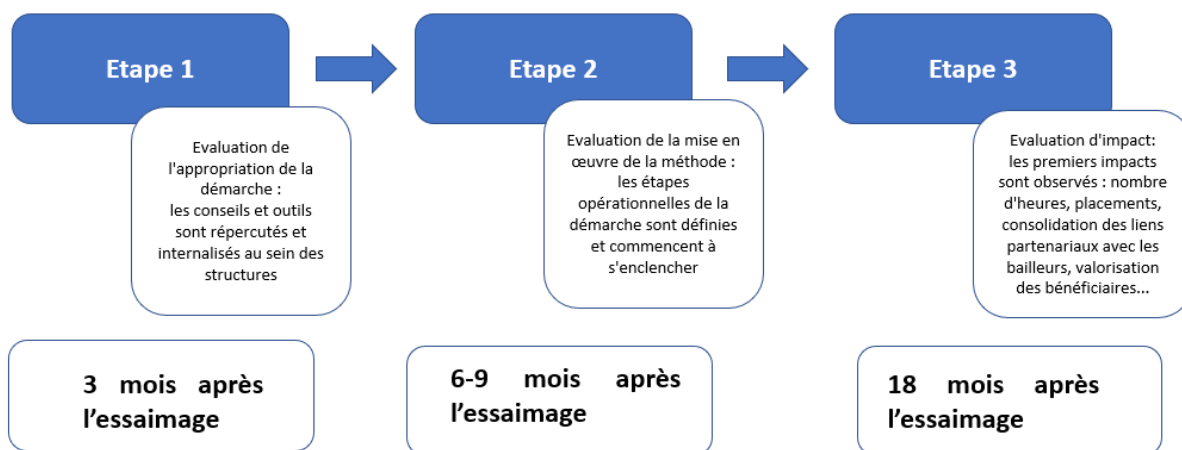 Etape 1
Evaluation de
l'appropriation de la
démarche :
les conseils et outils
sont répercutés et
internalisés au sein des
structures
3 mois après
l’essaimage
Etape 2
Evaluation de la mise en
œuvre de la méthode :
les étapes
opérationnelles de la
démarche sont définies
et commencent à
s'enclencher
6-9 mois après
l’essaimage
Etape 3
Evaluation d'impact:
les premiers impacts
sont observés : nombre
d'heures, placements,
consolidation des liens
partenariaux avec les
bailleurs, valorisation
des bénéficiaires...
18 mois après
l’essaimage